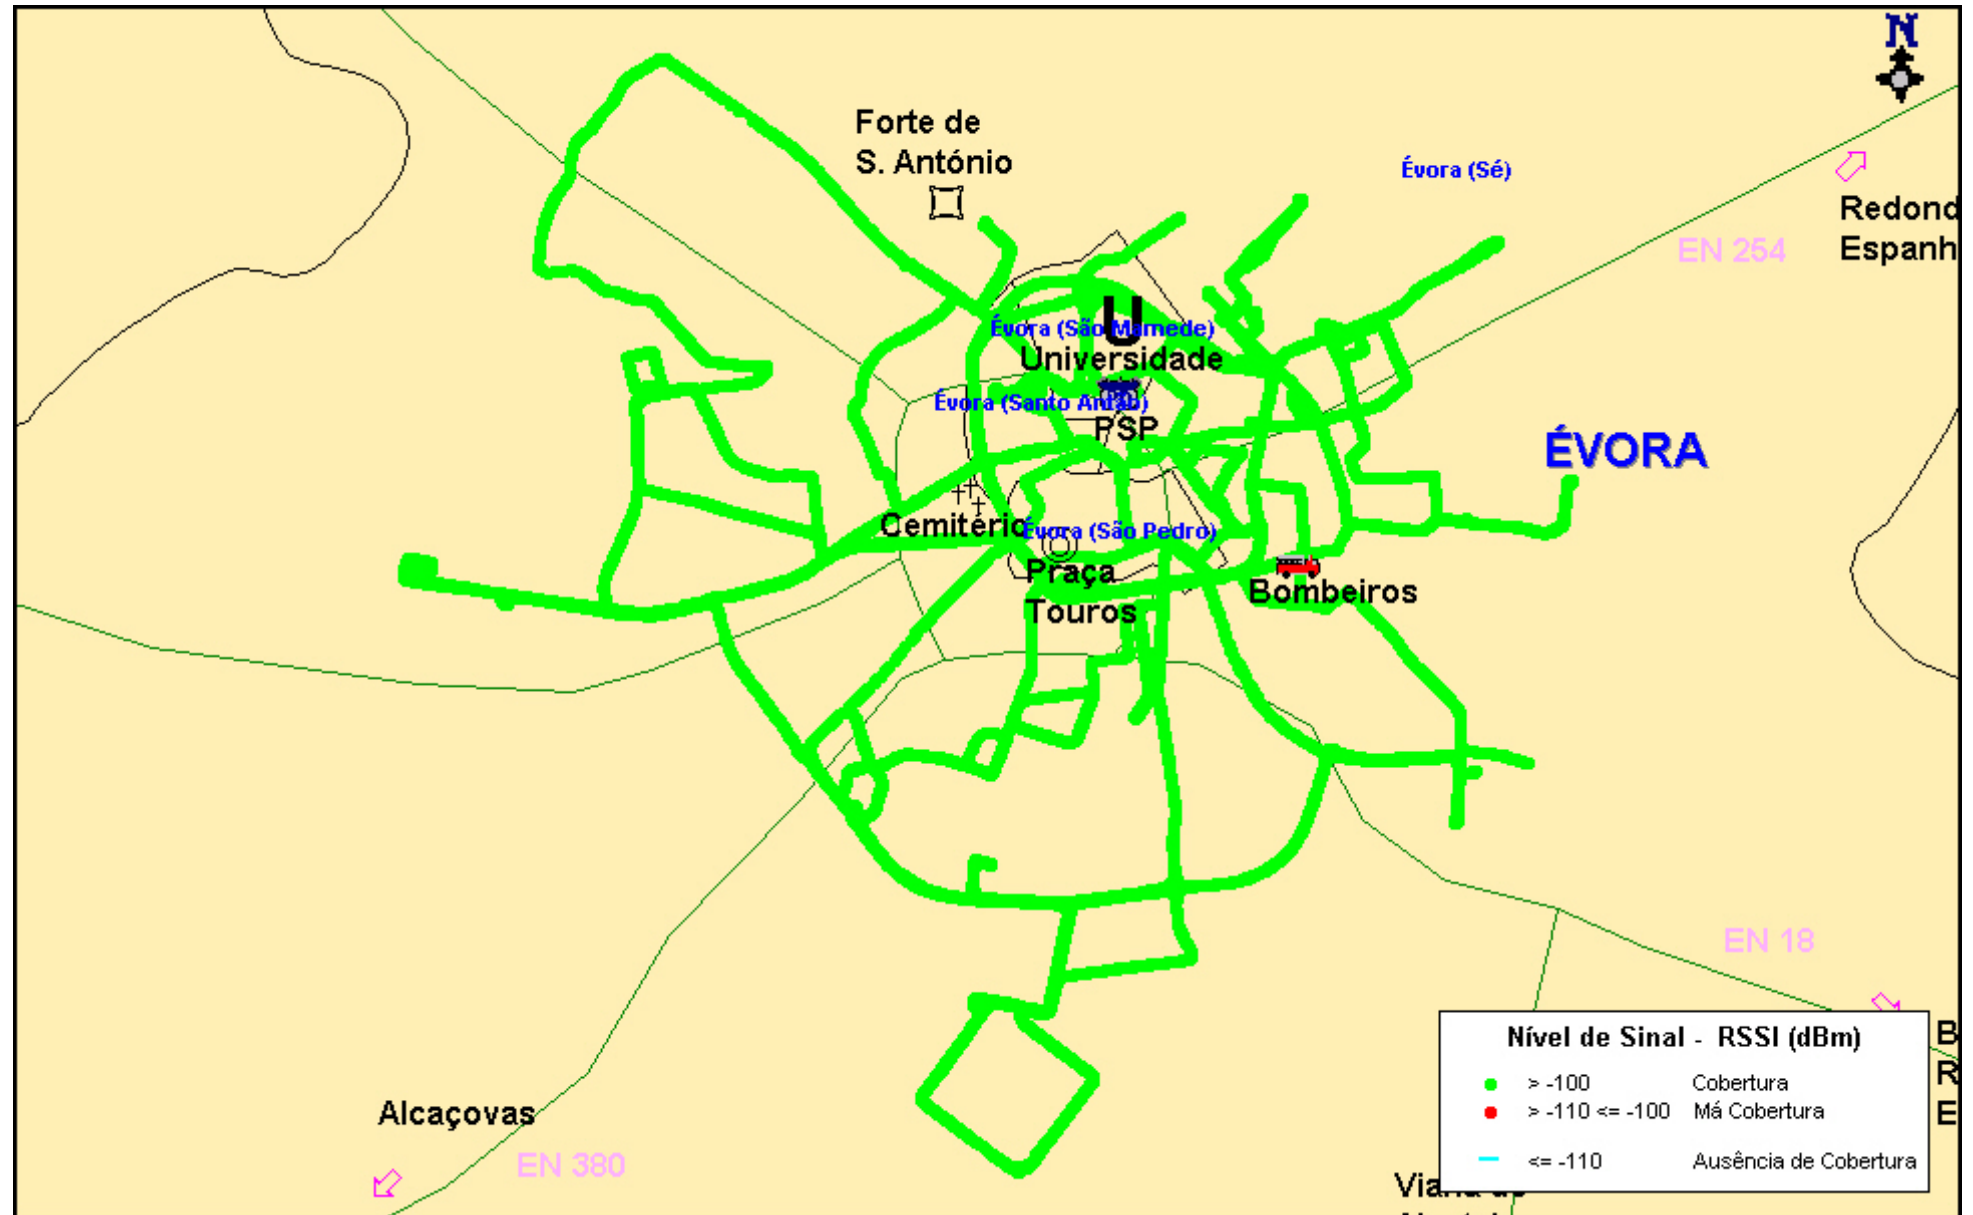 N
Forte de
S. António
Évora (Sé)
Redond
Espanh
EN 254
U
Évora (São Mamede)
Universidade
Évora (Santo Antão)
PSP
ÉVORA
Cemitério
Évora (São Pedro)
Praça
Touros
Bombeiros
EN 18
Nível de Sinal - RSSI (dBm)
> -100 Cobertura
> -110 <= -100 Má Cobertura
<= -110 Ausência de Cobertura
B
R
E
Alcaçovas
EN 380